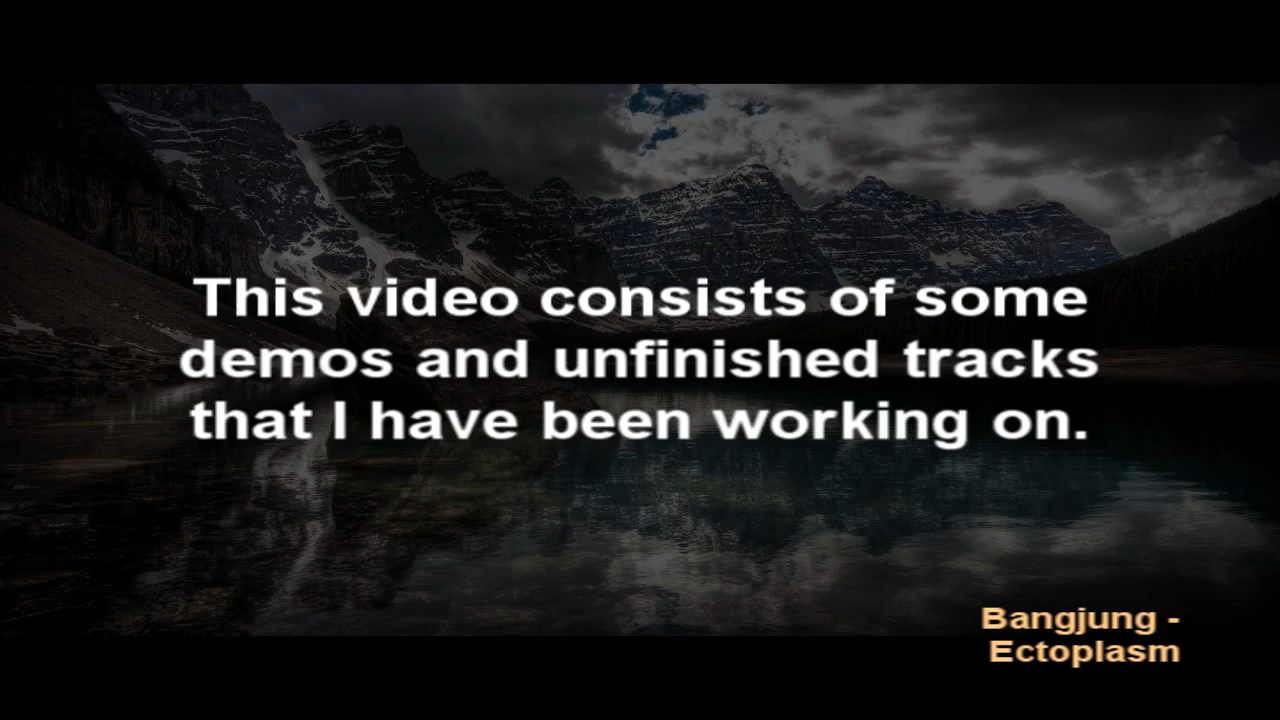 This video consists of some
demos and unfinished tracks
that I have been working on.
Bangjung -
Ectoplasm